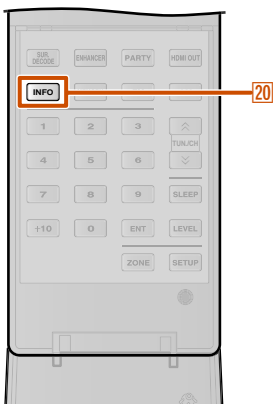 SUR. DECODE ENHANCER PARTY HDMI OUT
INFO 20
1 2 3
TUN./CH
4 5 6
7 8 9 SLEEP
+10 0 ENT LEVEL
ZONE SETUP